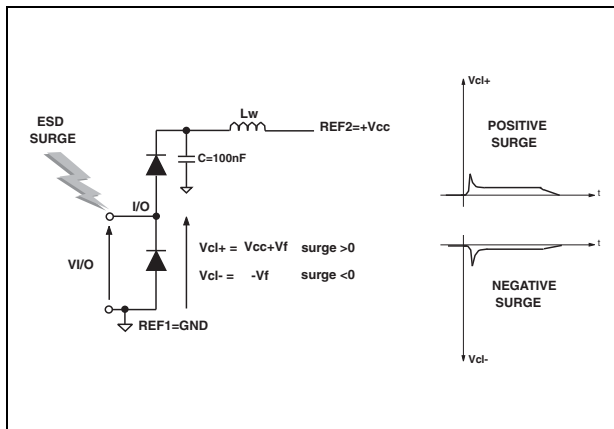 ESD
SURGE
Lw
REF2=+Vcc
C=100nF
I/O
VI/O
Vcl+ = Vcc+Vf surge >0
Vcl- = -Vf surge <0
REF1=GND
Vcl+
POSITIVE
SURGE
t
t
NEGATIVE
SURGE
Vcl-